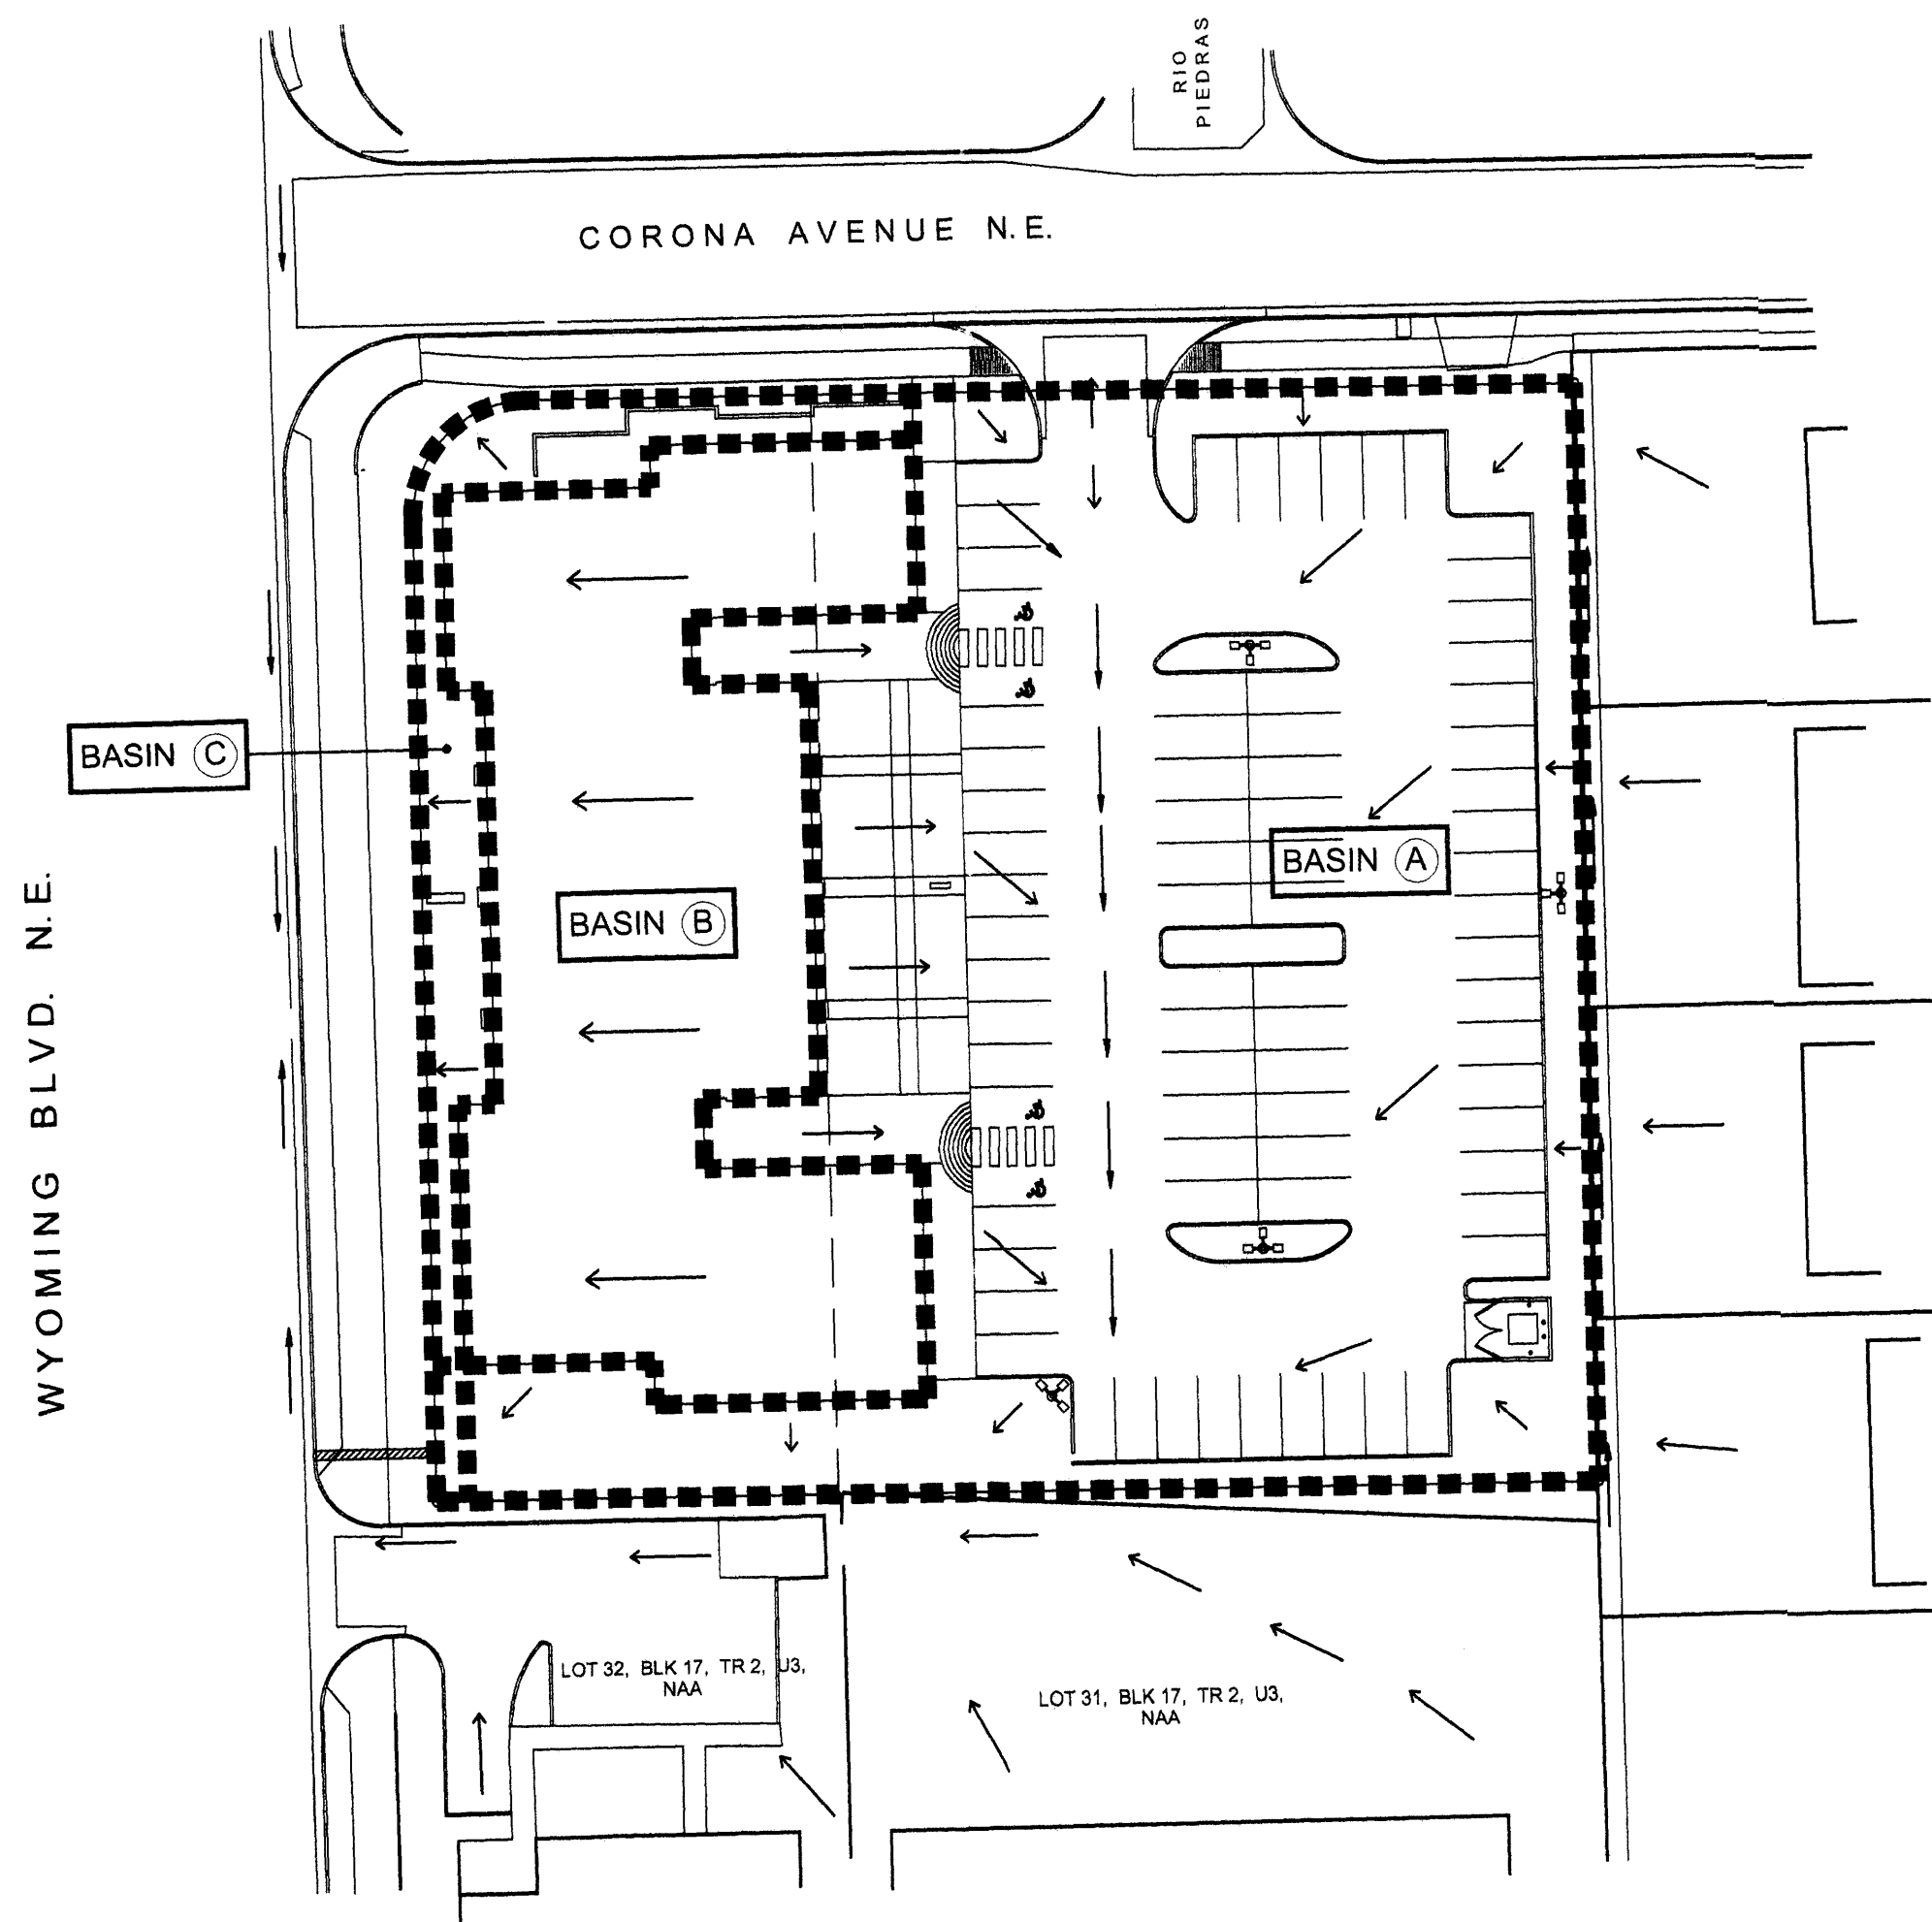 RIO
PIEDRAS
CORONA AVENUE N.E.
BASIN C
BASIN A
BASIN B
WYOMING BLVD. N.E.
LOT 32, BLK 17, TR 2, U3,
NAA
LOT 31, BLK 17, TR 2, U3,
NAA